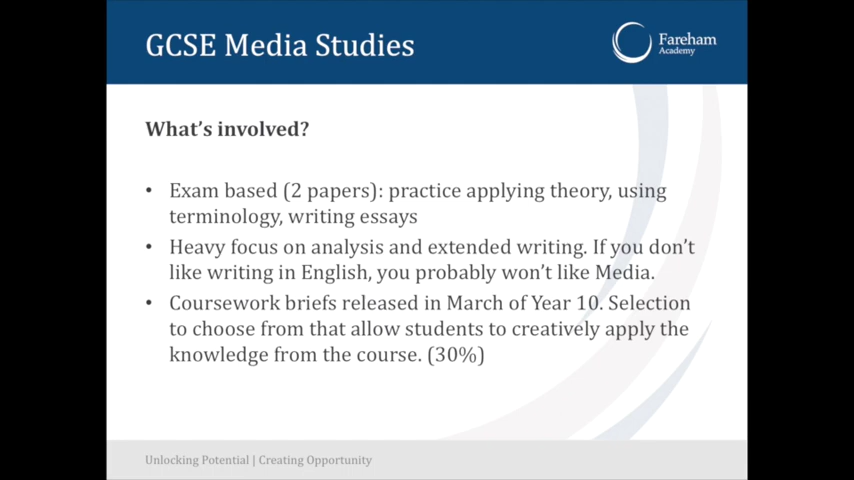 GCSE Media Studies
Fareham
Academy
What's involved?
• Exam based (2 papers): practice applying theory, using
terminology, writing essays
• Heavy focus on analysis and extended writing. If you don't
like writing in English, you probably won't like Media.
• Coursework briefs released in March of Year 10. Selection
to choose from that allow students to creatively apply the
knowledge from the course. (30%)
Unlocking Potential | Creating Opportunity